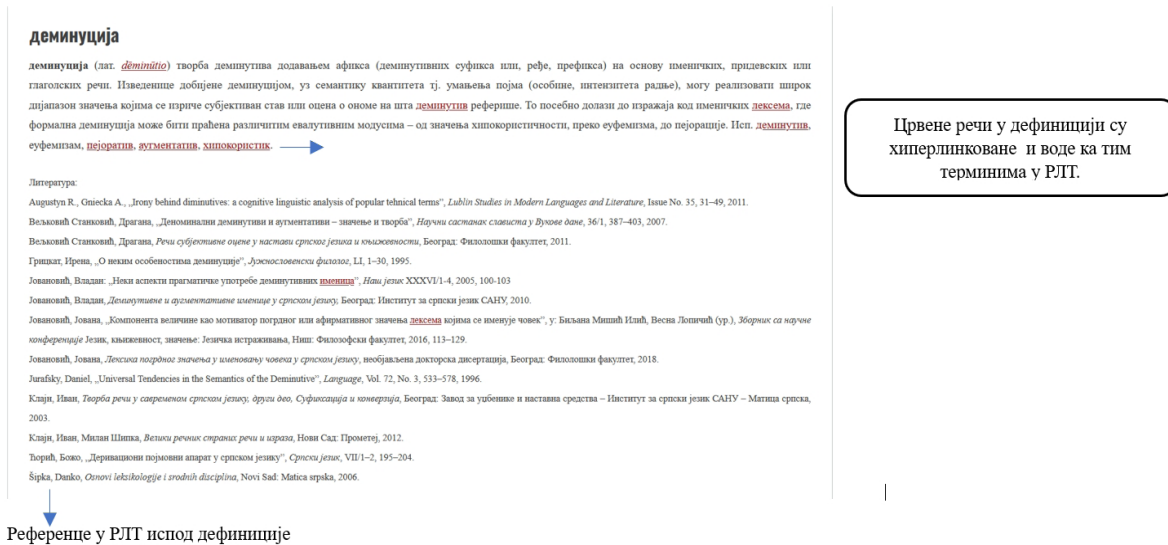 деминуција
деминуција (лат. dēminūtio) творба деминутива додавањем афикса (деминутивних суфикса или, ређе, префикса) на основу именичких, придевских или
глаголских речи. Изведенице добијене деминуцијом, уз семантику квантитета тј. умањења појма (особине, интензитета радње), могу реализовати широк
дијапазон значења којима се изриче субјективан став или оцена о ономе на шта деминутив реферише. То посебно долази до изражаја код именичких лексема, где
формална деминуција може бити праћена различитим евалутивним модусима – од значења хипокористичности, преко еуфемизма, до пејорације. Исп. деминутив,
еуфемизам, пејоратив, аугментатив, хипокористик.
Литература:
Augustyn R., Gniecka A., „Irony behind diminutives: a cognitive linguistic analysis of popular tehnical terms”, Lublin Studies in Modern Languages and Literature, Issue No. 35, 31–49, 2011.
Вељковић Станковић, Драгана, „Деноминални деминутиви и аугментативи – значење и творба”, Научни састанак слависта у Вукове дане, 36/1, 387–403, 2007.
Вељковић Станковић, Драгана, Речи субјективне оцене у настави српског језика и књижевности, Београд: Филолошки факултет, 2011.
Грицкат, Ирена, „О неким особеностима деминуције”, Јужнословенски филолог, LI, 1–30, 1995.
Јовановић, Владан: „Неки аспекти прагматичке употребе деминутивних именица”, Наш језик XXXVI/1-4, 2005, 100-103
Јовановић, Владан, Деминутивне и аугментативне именице у српском језику, Београд: Институт за српски језик САНУ, 2010.
Јовановић, Јована, „Компонента величине као мотиватор погрдног или афирмативног значења лексема којима се именује човек”, у: Биљана Мишић Илић, Весна Лопичић (ур.), Зборник са научне
конференције Језик, књижевност, значење: Језичка истраживања, Ниш: Филозофски факултет, 2016, 113–129.
Јовановић, Јована, Лексика погрдног значења у именовању човека у српском језику, необјављена докторска дисертација, Београд: Филолошки факултет, 2018.
Jurafsky, Daniel, „Universal Tendencies in the Semantics of the Deminutive”, Language, Vol. 72, No. 3, 533–578, 1996.
Клајн, Иван, Творба речи у савременом српском језику, други део, Суфиксација и конверзија, Београд: Завод за уџбенике и наставна средства – Институт за српски језик САНУ – Матица српска,
2003.
Клајн, Иван, Милан Шипка, Велики речник страних речи и израза, Нови Сад: Прометеј, 2012.
Ћорић, Божо, „Деривациони појмовни апарат у српском језику”, Српски језик, VII/1–2, 195–204.
Šipka, Danko, Osnovi leksikologije i srodnih disciplina, Novi Sad: Matica srpska, 2006.
Црвене речи у дефиницији су
хиперлинковане и воде ка тим
терминима у РЛТ.
Референце у РЛТ испод дефиниције